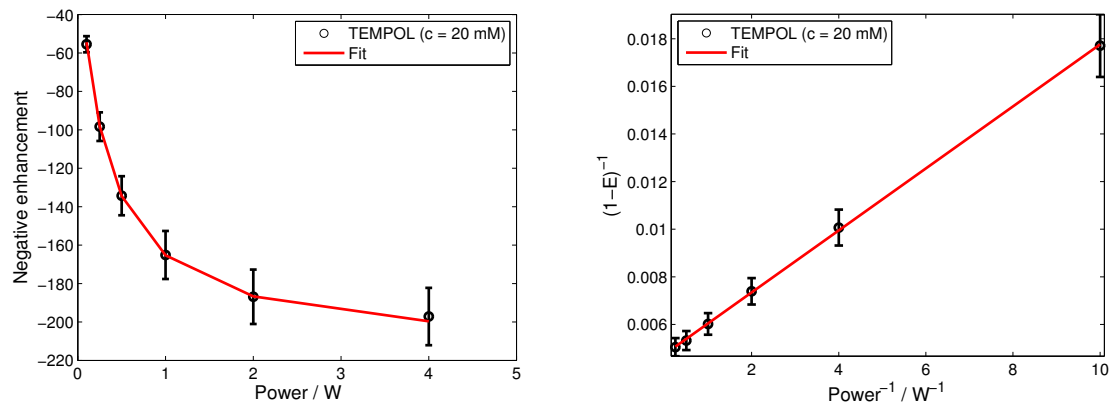 −40
−60
−80
−100
−120
−140
−160
−180
−200
−220
Negative enhancement
TEMPOL (c = 20 mM)
Fit
0 1 2 3 4 5
Power / W
0.018
0.016
0.014
0.012
0.01
0.008
0.006
(1−E)⁻¹
TEMPOL (c = 20 mM)
Fit
2 4 6 8 10
Power⁻¹ / W⁻¹